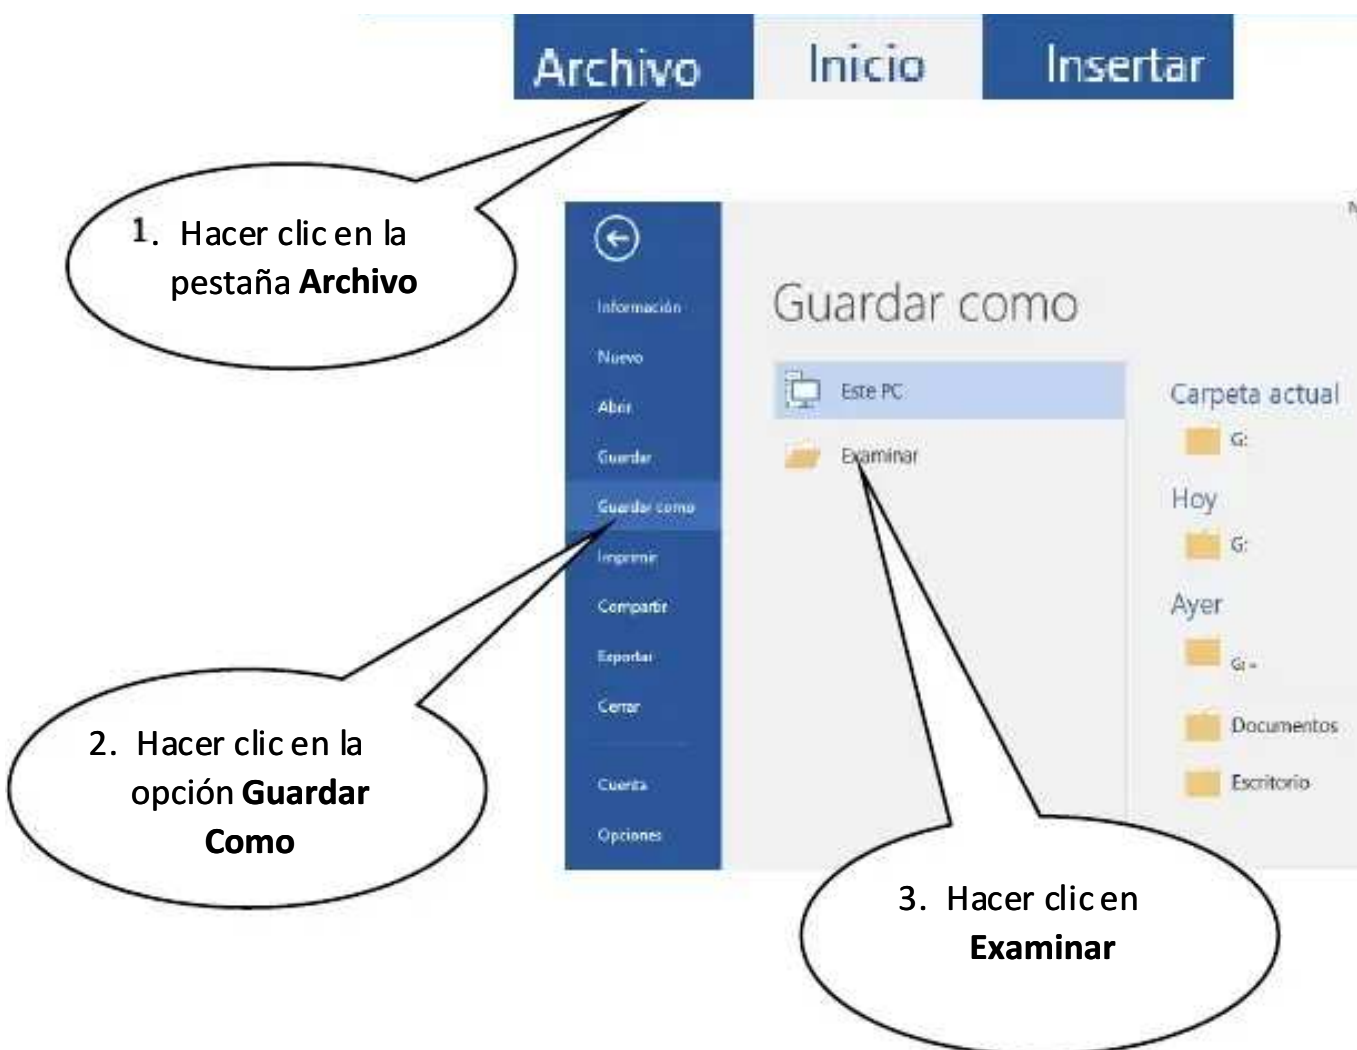 Archivo Inicio Insertar
1. Hacer clic en la
pestaña Archivo
Información
Nuevo
Abrir
Guardar
Guardar como
Imprimir
Compartir
Exportar
Cerrar
Cuenta
Opciones
Guardar como
Este PC
Examinar
Carpeta actual
G:
Hoy
G:
Ayer
Documentos
Escritorio
2. Hacer clic en la
opción Guardar
Como
3. Hacer clic en
Examinar